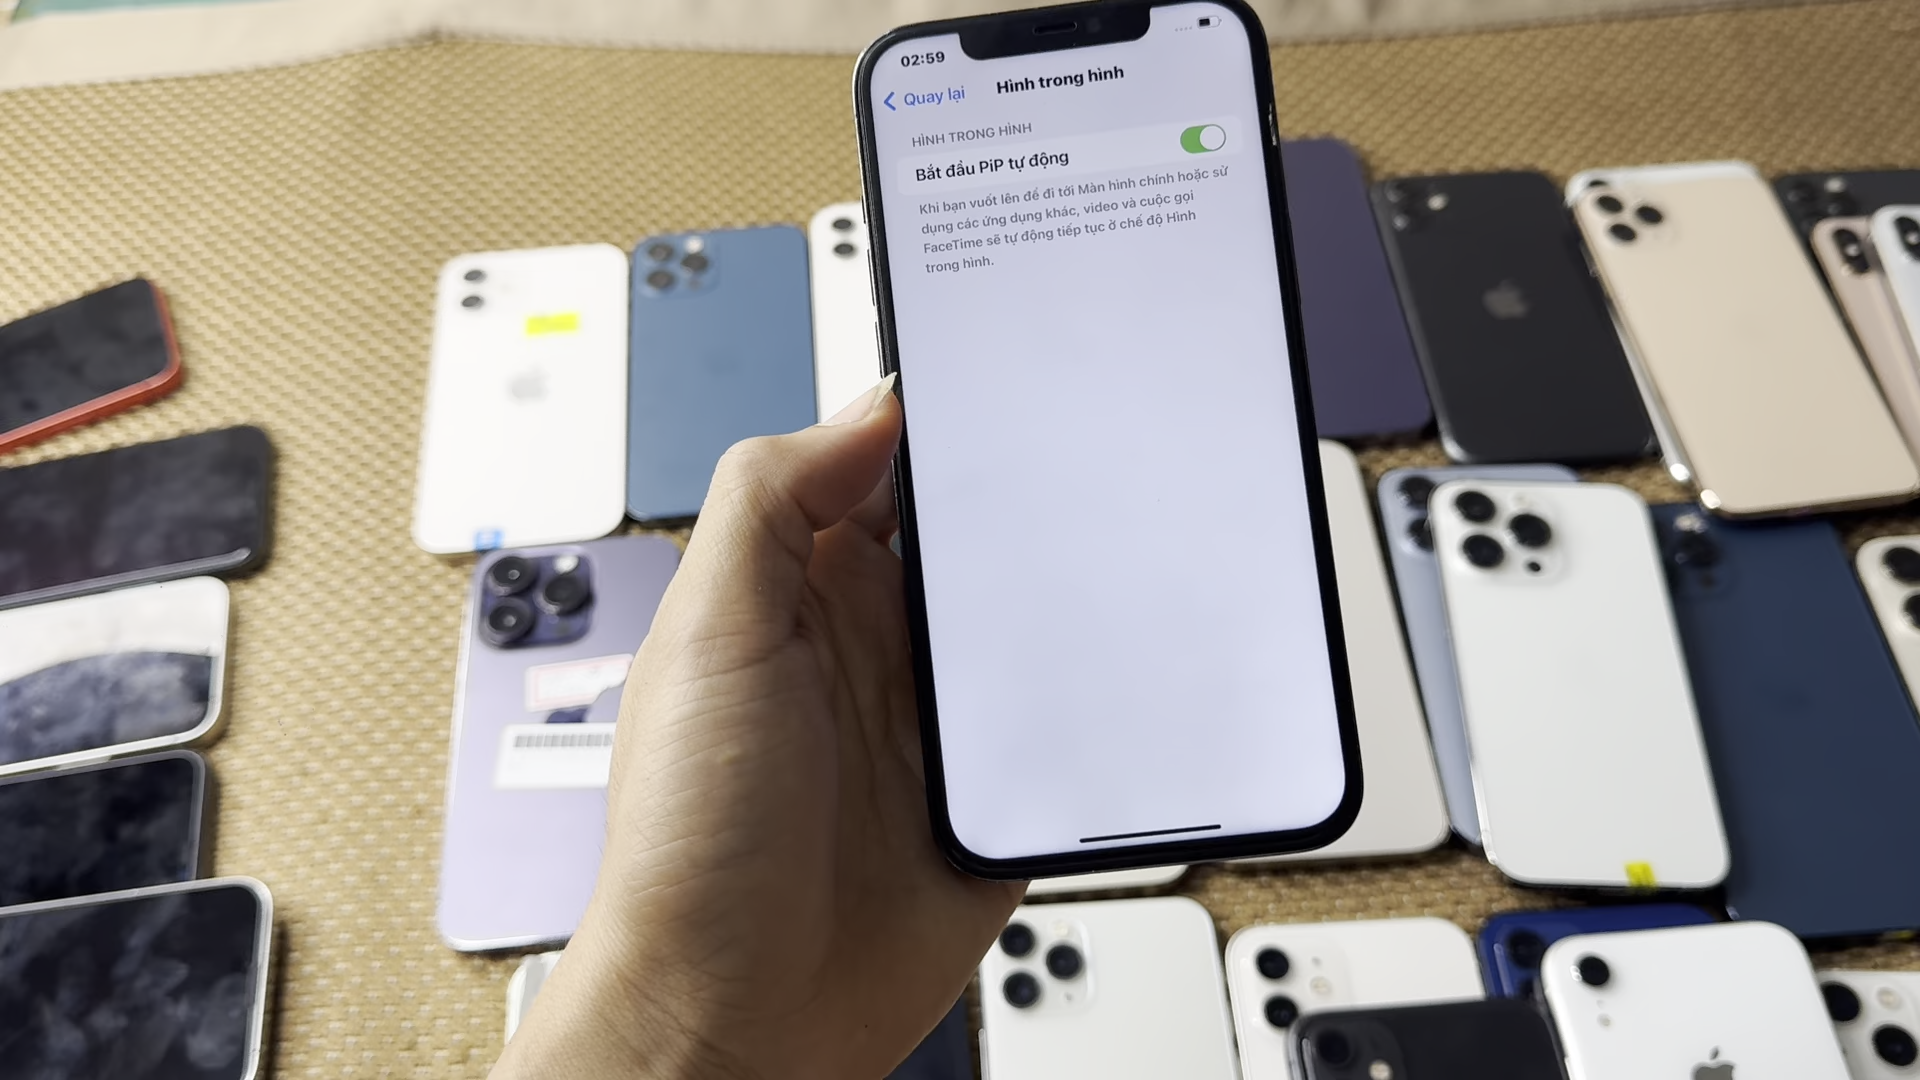 02:59
Quay lại
Hình trong hình
HÌNH TRONG HÌNH
Bắt đầu PiP tự động
Khi bạn vuốt lên để đi tới Màn hình chính hoặc sử
dụng các ứng dụng khác, video và cuộc gọi
FaceTime sẽ tự động tiếp tục ở chế độ Hình
trong hình.